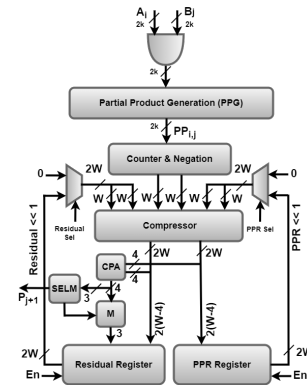 Ai Bj
2k 2k
2k
Partial Product Generation (PPG)
2k PPi,j
Counter & Negation
0 2W 2W 0
W W W W W W
Residual Sel
PPR Sel
Compressor
Residual << 1
PPR << 1
2W 2W
CPA 4
4
SELM 3 4
Pj+1
M
3
2(W-4) 2(W-4)
2W 2W
Residual Register
PPR Register
En En